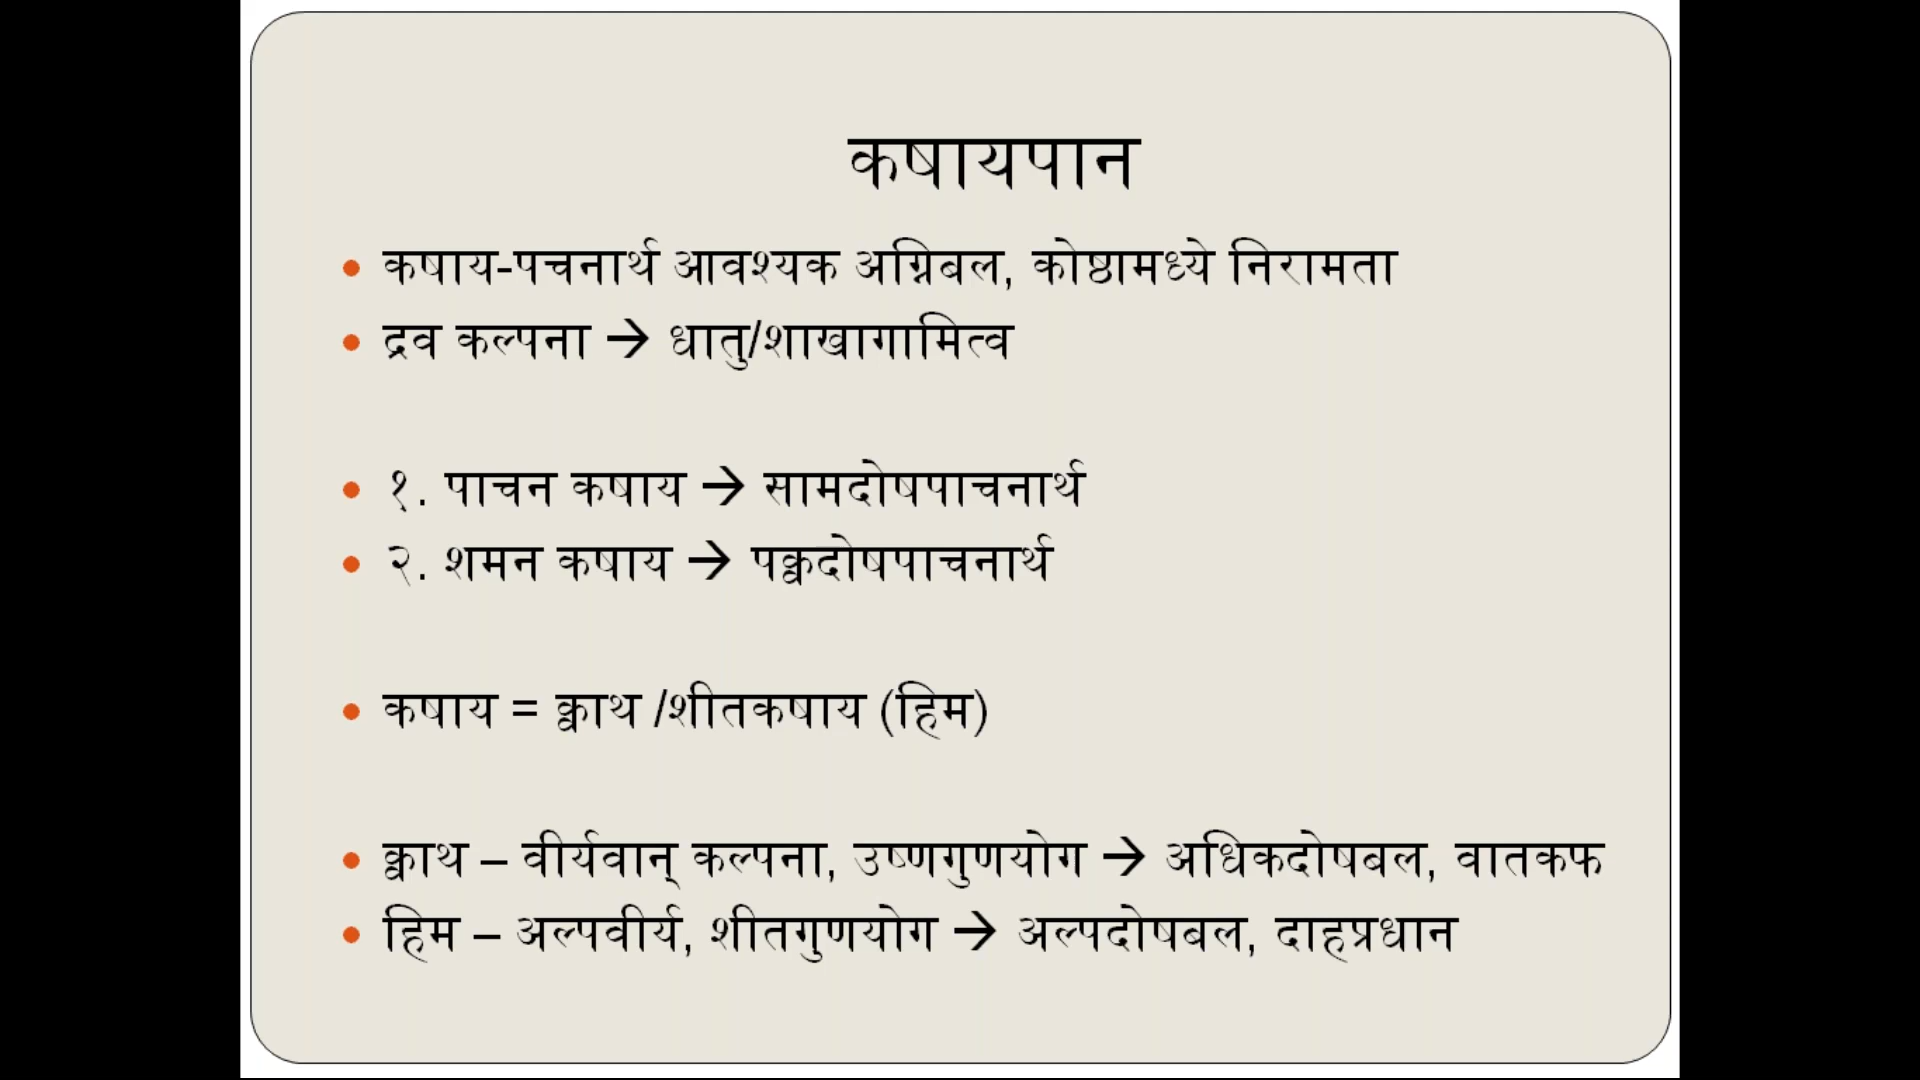 कषायपान
• कषाय-पचनार्थ आवश्यक अग्निबल, कोष्ठामध्ये निरामता
• द्रव कल्पना → धातु/शाखागामित्व
• १. पाचन कषाय → सामदोषपाचनार्थ
• २. शमन कषाय → पक्वदोषपाचनार्थ
• कषाय = क्वाथ /शीतकषाय (हिम)
• क्वाथ – वीर्यवान् कल्पना, उष्णगुणयोग → अधिकदोषबल, वातकफ
• हिम – अल्पवीर्य, शीतगुणयोग → अल्पदोषबल, दाहप्रधान